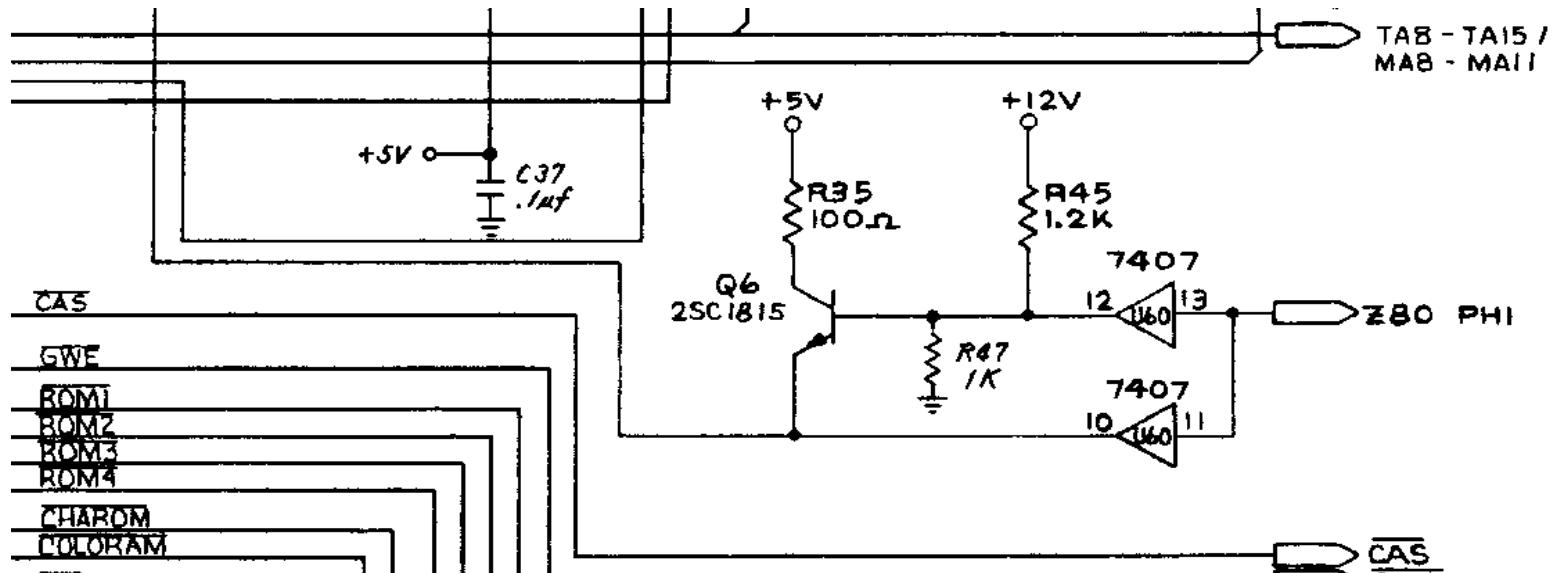 TA8 - TA15 /
MA8 - MA11
+5V
+12V
+5V
C37
.1µf
R35
100Ω
R45
1.2K
7407
Q6
2SC1815
12
U60
13
Z80 PHI
CAS
R47
1K
GWE
7407
ROM1
10
U60
11
ROM2
ROM3
ROM4
CHAROM
COLORAM
CAS